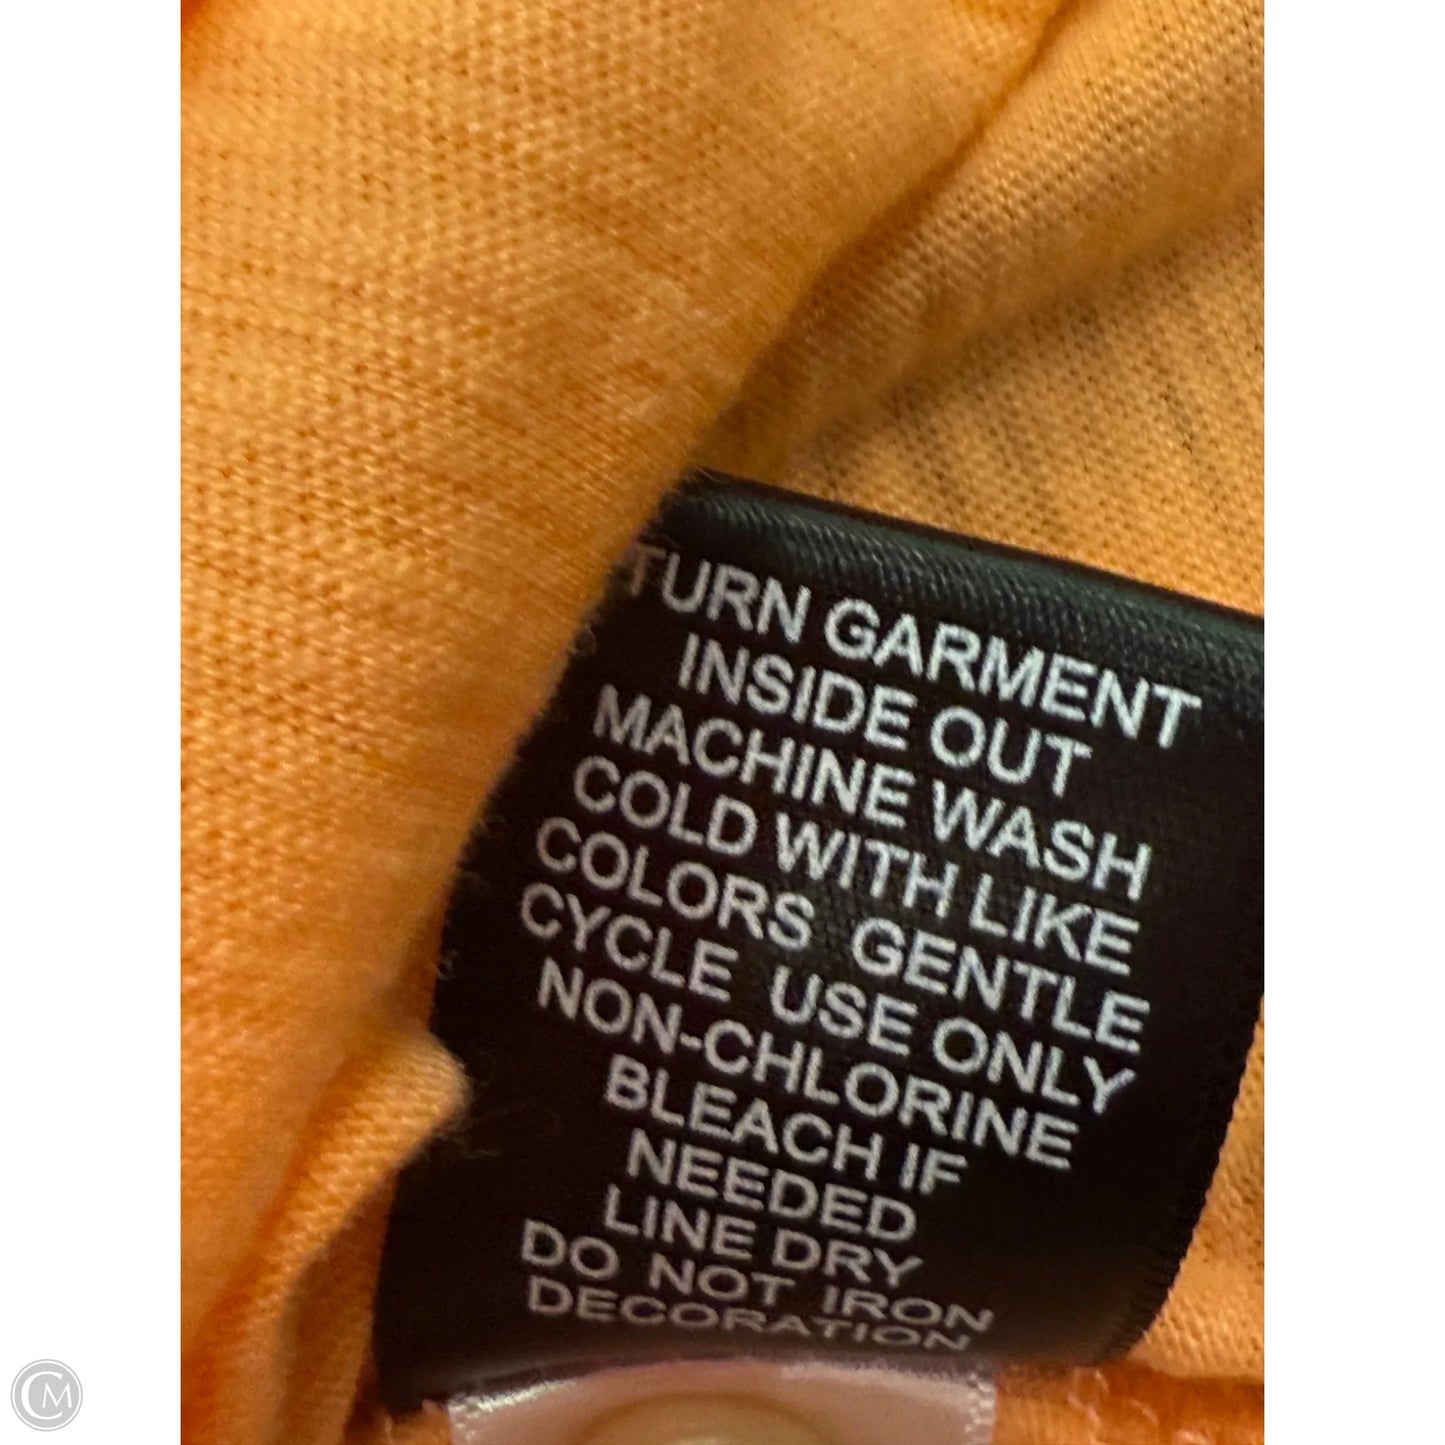 TURN GARMENT
INSIDE OUT
MACHINE WASH
COLD WITH LIKE
COLORS GENTLE
CYCLE USE ONLY
NON-CHLORINE
BLEACH IF
NEEDED
LINE DRY
DO NOT IRON
DECORATION
CM